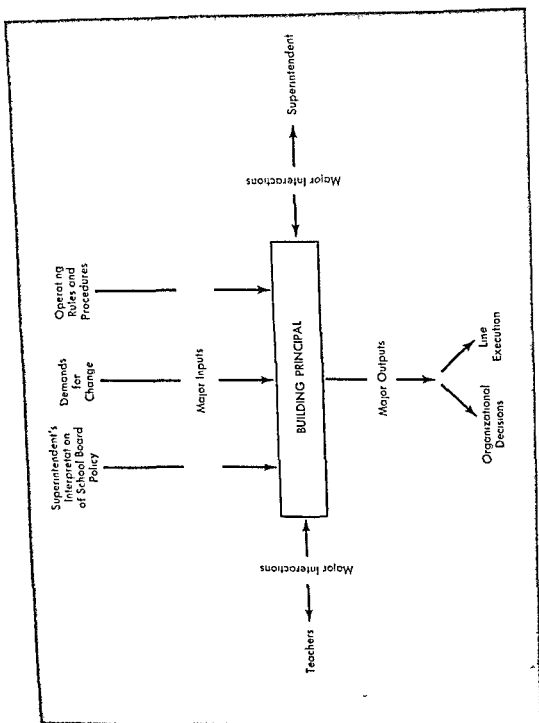 Superintendent's
Interpretation
of School Board
Policy
Demands
for
Change
Operating
Rules and
Procedures
Major Inputs
Teachers
Major Interactions
BUILDING PRINCIPAL
Major Interactions
Superintendent
Major Outputs
Organizational
Decisions
Line
Execution